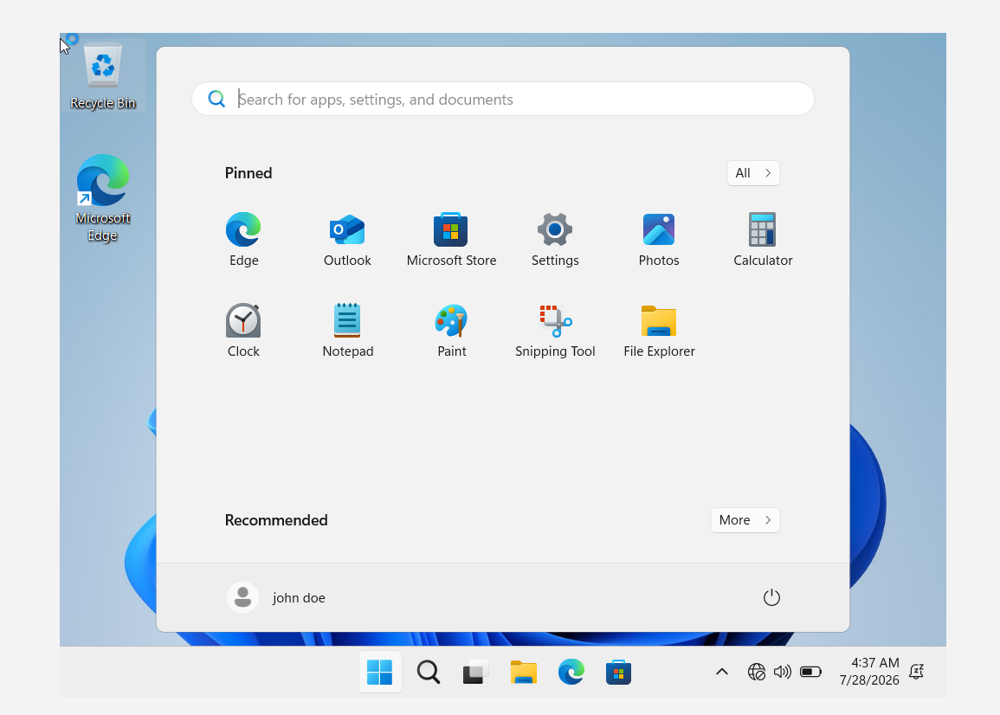 Recycle Bin
Microsoft
Edge
Search for apps, settings, and documents
Pinned
All
Edge
Outlook
Microsoft Store
Settings
Photos
Calculator
Clock
Notepad
Paint
Snipping Tool
File Explorer
Recommended
More
john doe
4:37 AM
7/28/2026